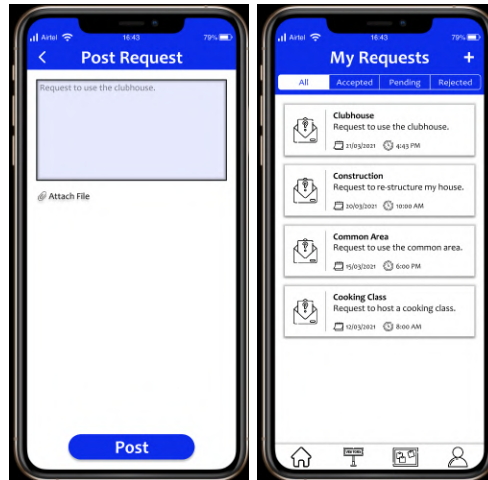 Airtel 16:43 79%
Post Request
Request to use the clubhouse.
Attach File
Post
Airtel 16:43 79%
My Requests +
All Accepted Pending Rejected
Clubhouse
Request to use the clubhouse.
21/03/2021 4:43 PM
Construction
Request to re-structure my house.
20/03/2021 10:00 AM
Common Area
Request to use the common area.
15/03/2021 6:00 PM
Cooking Class
Request to host a cooking class.
12/03/2021 8:00 AM